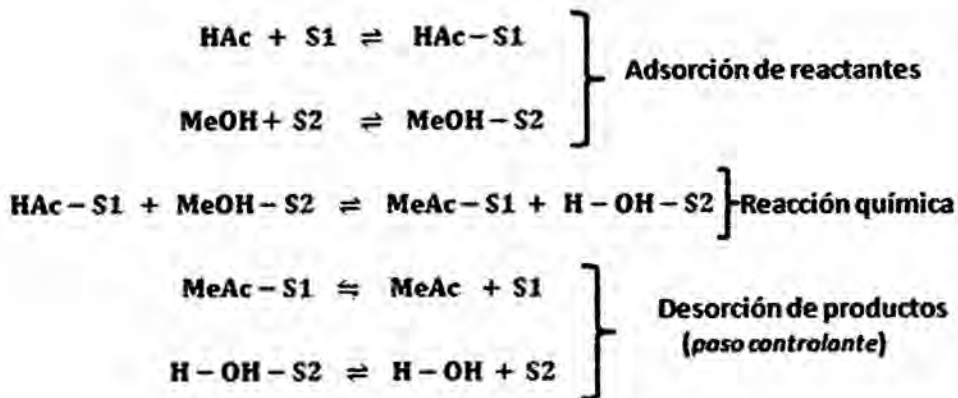 HAc + S1 ⇌ HAc−S1
Adsorción de reactantes
MeOH + S2 ⇌ MeOH−S2
HAc−S1 + MeOH−S2 ⇌ MeAc−S1 + H−OH−S2 Reacción química
MeAc−S1 ⇋ MeAc + S1
Desorción de productos
(paso controlante)
H−OH−S2 ⇌ H−OH + S2